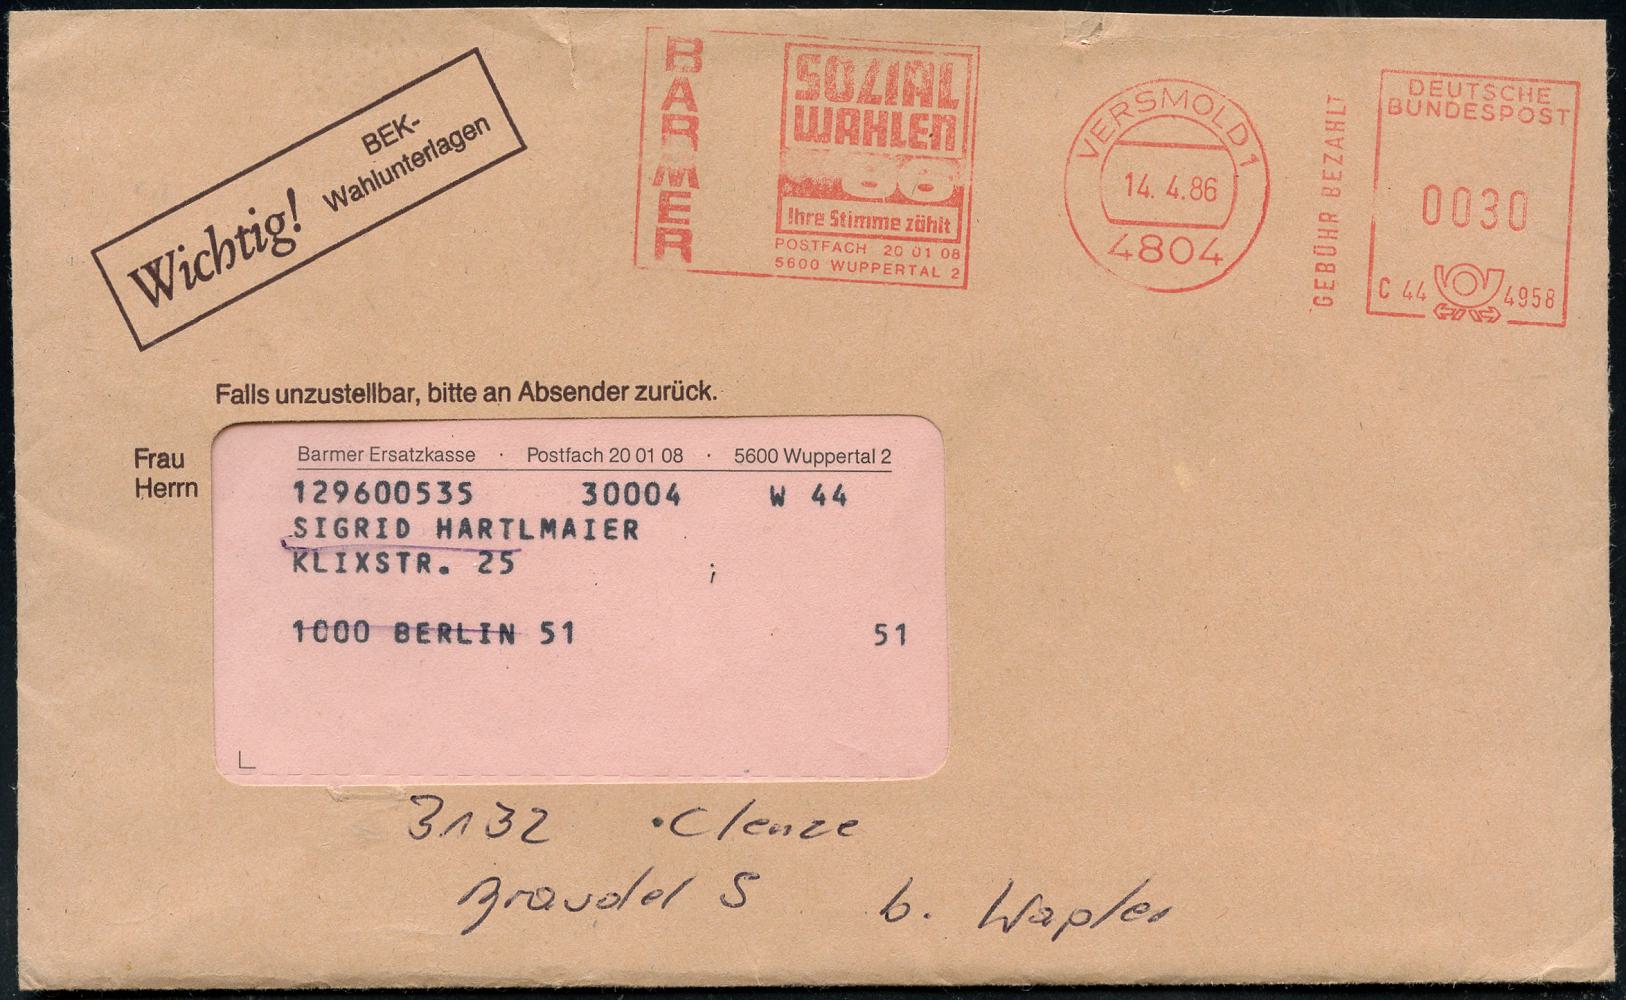 BEK-
Wichtig! Wahlunterlagen
BARMER
SOZIAL
WAHLEN
86
Ihre Stimme zählt
POSTFACH 20 01 08
5600 WUPPERTAL 2
VERSMOLD 1
14. 4.86
4804
GEBÜHR BEZAHLT
DEUTSCHE
BUNDESPOST
0030
C 44 4958
Falls unzustellbar, bitte an Absender zurück.
Frau
Herrn
Barmer Ersatzkasse · Postfach 20 01 08 · 5600 Wuppertal 2
129600535 30004 W 44
SIGRID HARTLMAIER
KLIXSTR. 25
1000 BERLIN 51 51
3132 Clenze
b. Wapler